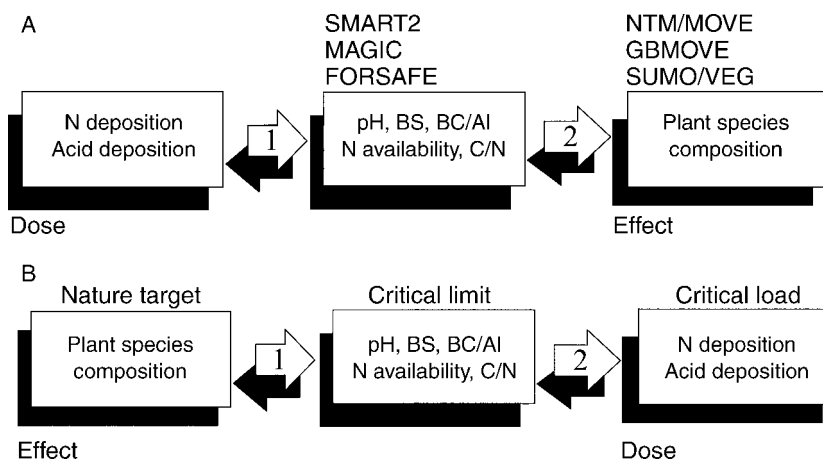 A
SMART2
MAGIC
FORSAFE
NTM/MOVE
GBMOVE
SUMO/VEG
N deposition
Acid deposition
1
pH, BS, BC/Al
N availability, C/N
2
Plant species
composition
Dose
Effect
B
Nature target
Critical limit
Critical load
Plant species
composition
1
pH, BS, BC/Al
N availability, C/N
2
N deposition
Acid deposition
Effect
Dose